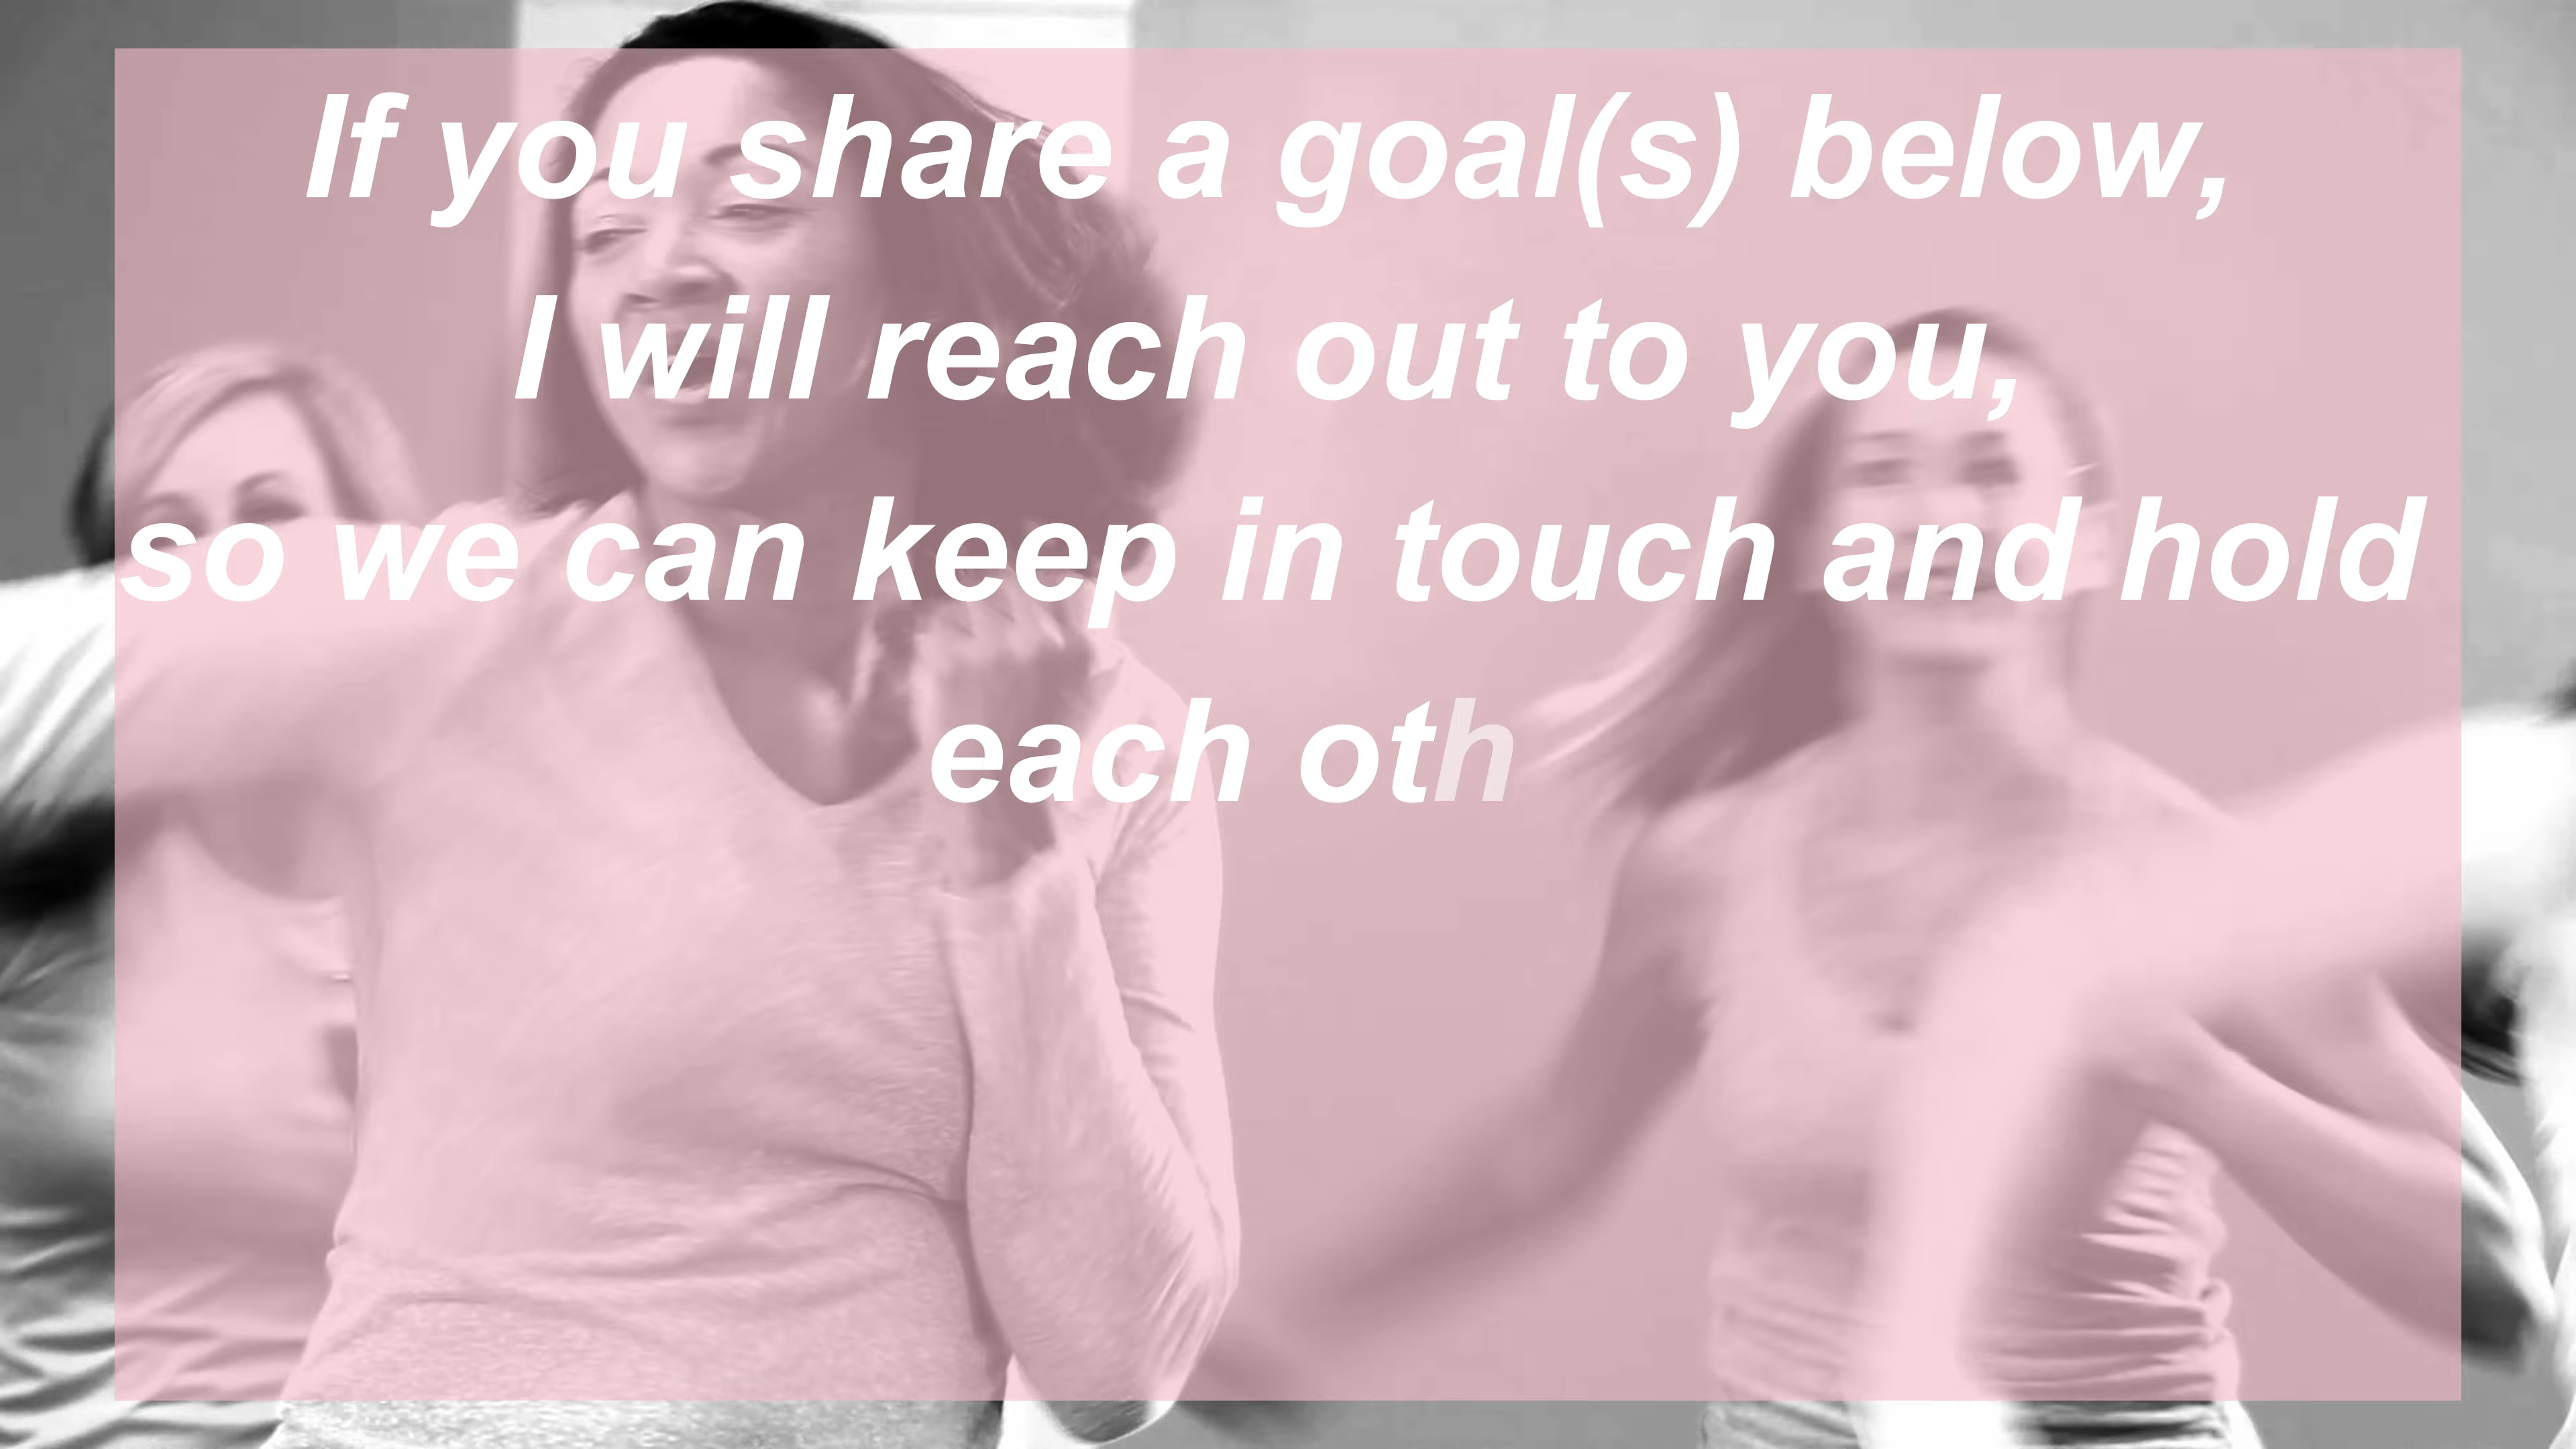 If you share a goal(s) below,
I will reach out to you,
so we can keep in touch and hold
each oth